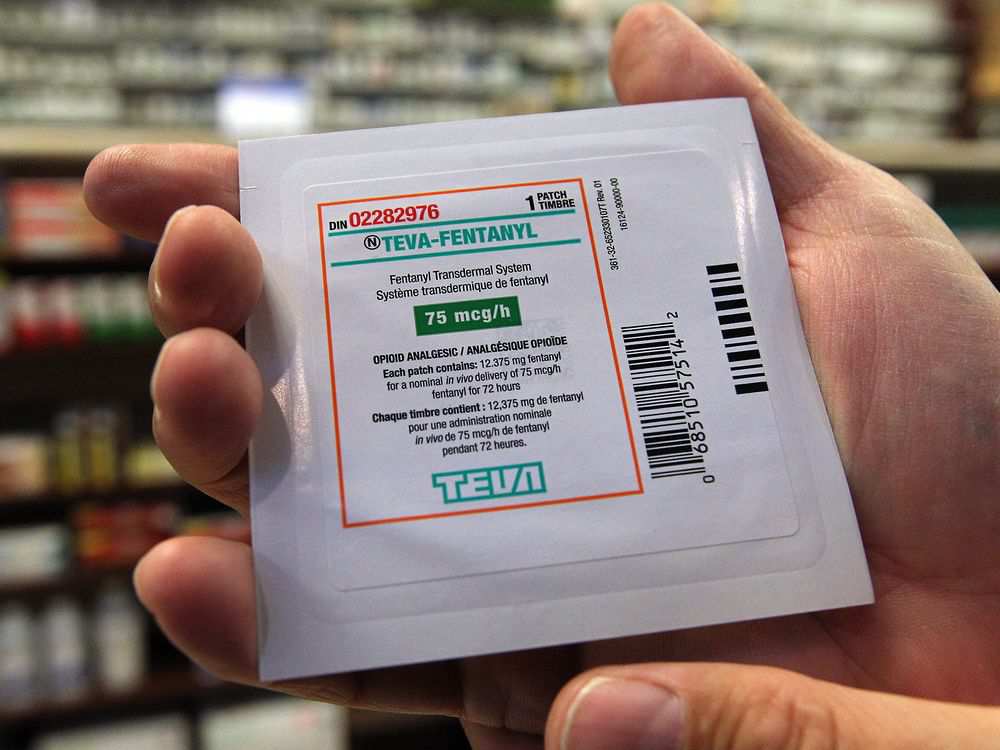 DIN 02282976
1 PATCH
TIMBRE
Ⓝ TEVA-FENTANYL
Fentanyl Transdermal System
Système transdermique de fentanyl
75 mcg/h
OPIOID ANALGESIC / ANALGÉSIQUE OPIOÏDE
Each patch contains: 12.375 mg fentanyl
for a nominal in vivo delivery of 75 mcg/h
fentanyl for 72 hours
Chaque timbre contient : 12,375 mg de fentanyl
pour une administration nominale
in vivo de 75 mcg/h de fentanyl
pendant 72 heures.
TEVA
16124-90000-00
0 68510 57514 2